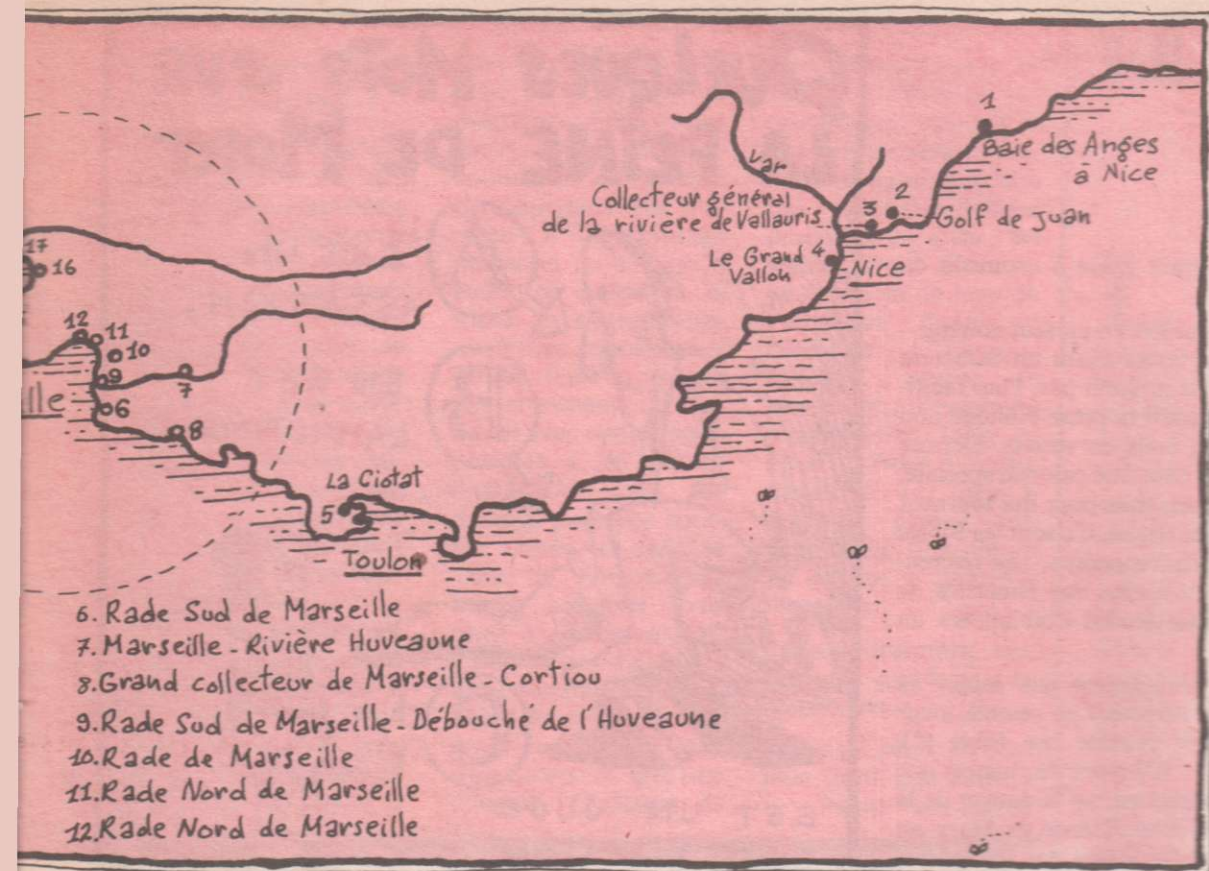 1
Baie des Anges
à Nice
Var
Collecteur général
de la rivière de Vallauris
3
2
Golf de Juan
Le Grand
Vallon
4
Nice
17
16
12
11
10
9
7
lle
6
8
La Ciotat
5
Toulon
6. Rade Sud de Marseille
7. Marseille - Rivière Huveaune
8. Grand collecteur de Marseille - Cortiou
9. Rade Sud de Marseille - Débouché de l'Huveaune
10. Rade de Marseille
11. Rade Nord de Marseille
12. Rade Nord de Marseille